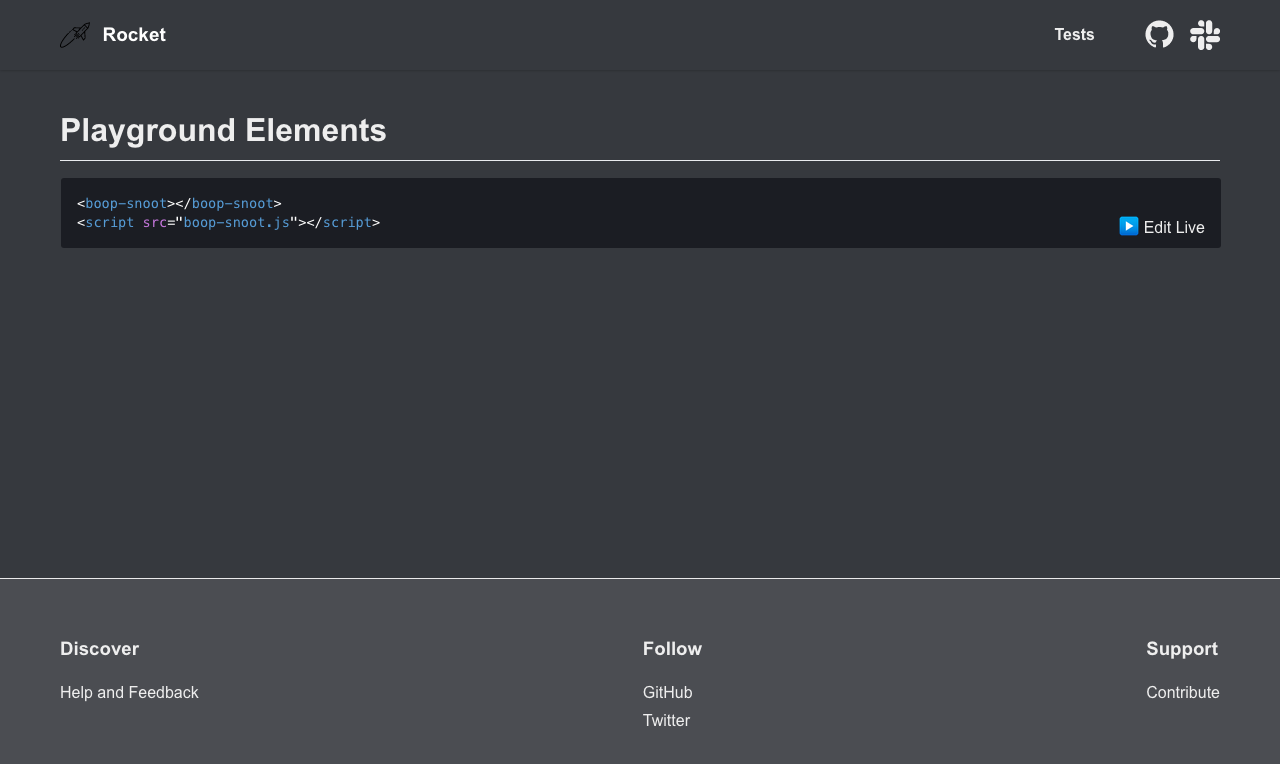 Rocket
Tests
Playground Elements
<boop-snoot></boop-snoot>
<script src="boop-snoot.js"></script>
Edit Live
Discover
Follow
Support
Help and Feedback
GitHub
Contribute
Twitter